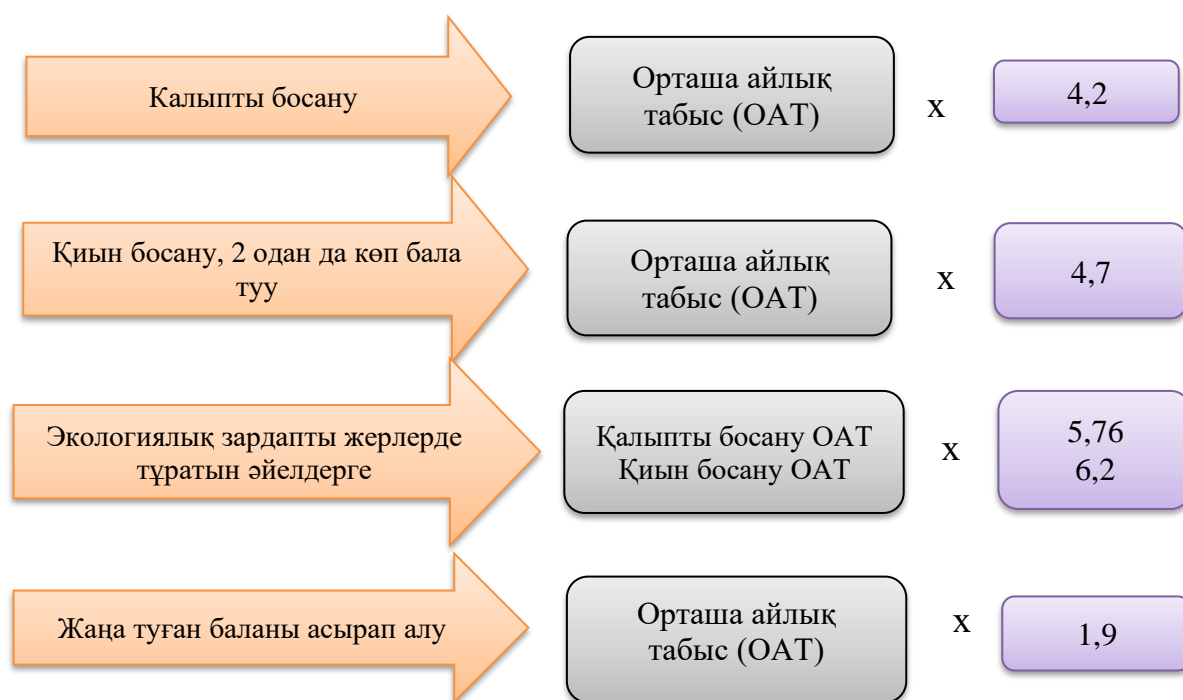 Калыпты босану
Орташа айлық
табыс (ОАТ)
х
4,2
Қиын босану, 2 одан да көп бала
туу
Орташа айлық
табыс (ОАТ)
х
4,7
Экологиялық зардапты жерлерде
тұратын әйелдерге
Қалыпты босану ОАТ
Қиын босану ОАТ
х
5,76
6,2
Жаңа туған баланы асырап алу
Орташа айлық
табыс (ОАТ)
х
1,9